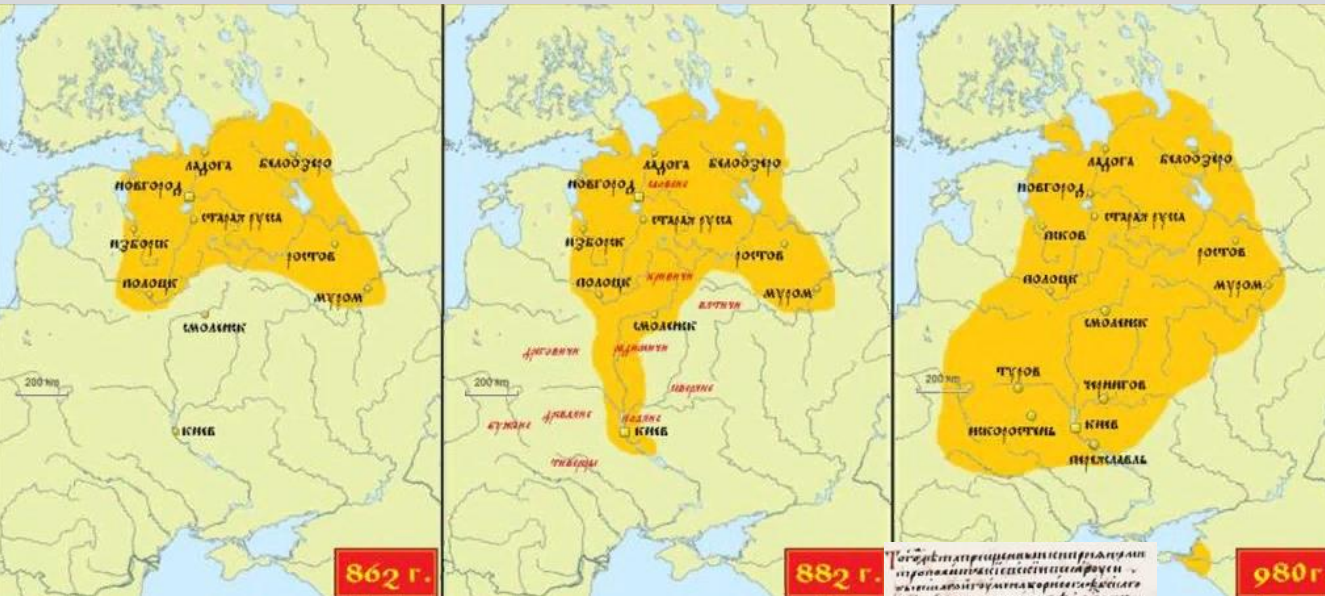 ЛАДОГА
БЕЛООЗЕРО
НОВГОРОД
СТАРАЯ РУССА
ИЗБОРСК
РОСТОВ
ПОЛОЦК
МУРОМ
СМОЛЕНСК
200 km
КИЕВ
862 г.
ЛАДОГА
БЕЛООЗЕРО
НОВГОРОД
словене
СТАРАЯ РУССА
ИЗБОРСК
РОСТОВ
ПОЛОЦК
кривичи
МУРОМ
вятичи
СМОЛЕНСК
дреговичи
радимичи
200 km
северяне
древляне
поляне
бужане
КИЕВ
тиверцы
882 г.
ЛАДОГА
БЕЛООЗЕРО
НОВГОРОД
СТАРАЯ РУССА
ПСКОВ
РОСТОВ
ПОЛОЦК
МУРОМ
СМОЛЕНСК
ТУРОВ
200 km
ЧЕРНИГОВ
ИСКОРОСТЕНЬ
КИЕВ
ПЕРЕЯСЛАВЛЬ
980г